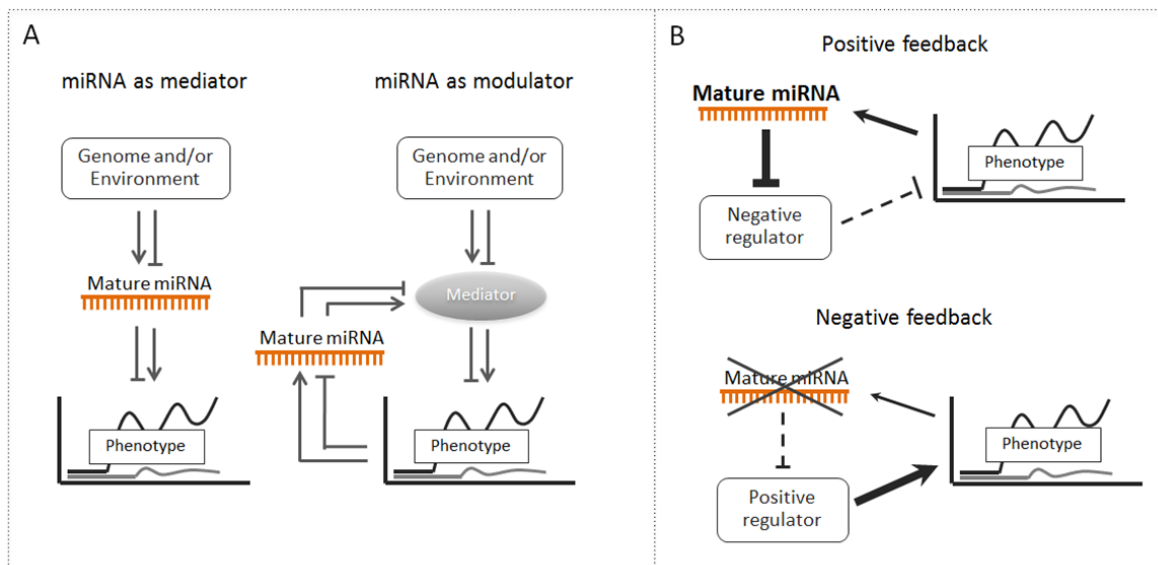 A
miRNA as mediator
Genome and/or
Environment
Mature miRNA
Phenotype
miRNA as modulator
Genome and/or
Environment
Mediator
Mature miRNA
Phenotype
B
Positive feedback
Mature miRNA
Phenotype
Negative
regulator
Negative feedback
Mature miRNA
Phenotype
Positive
regulator